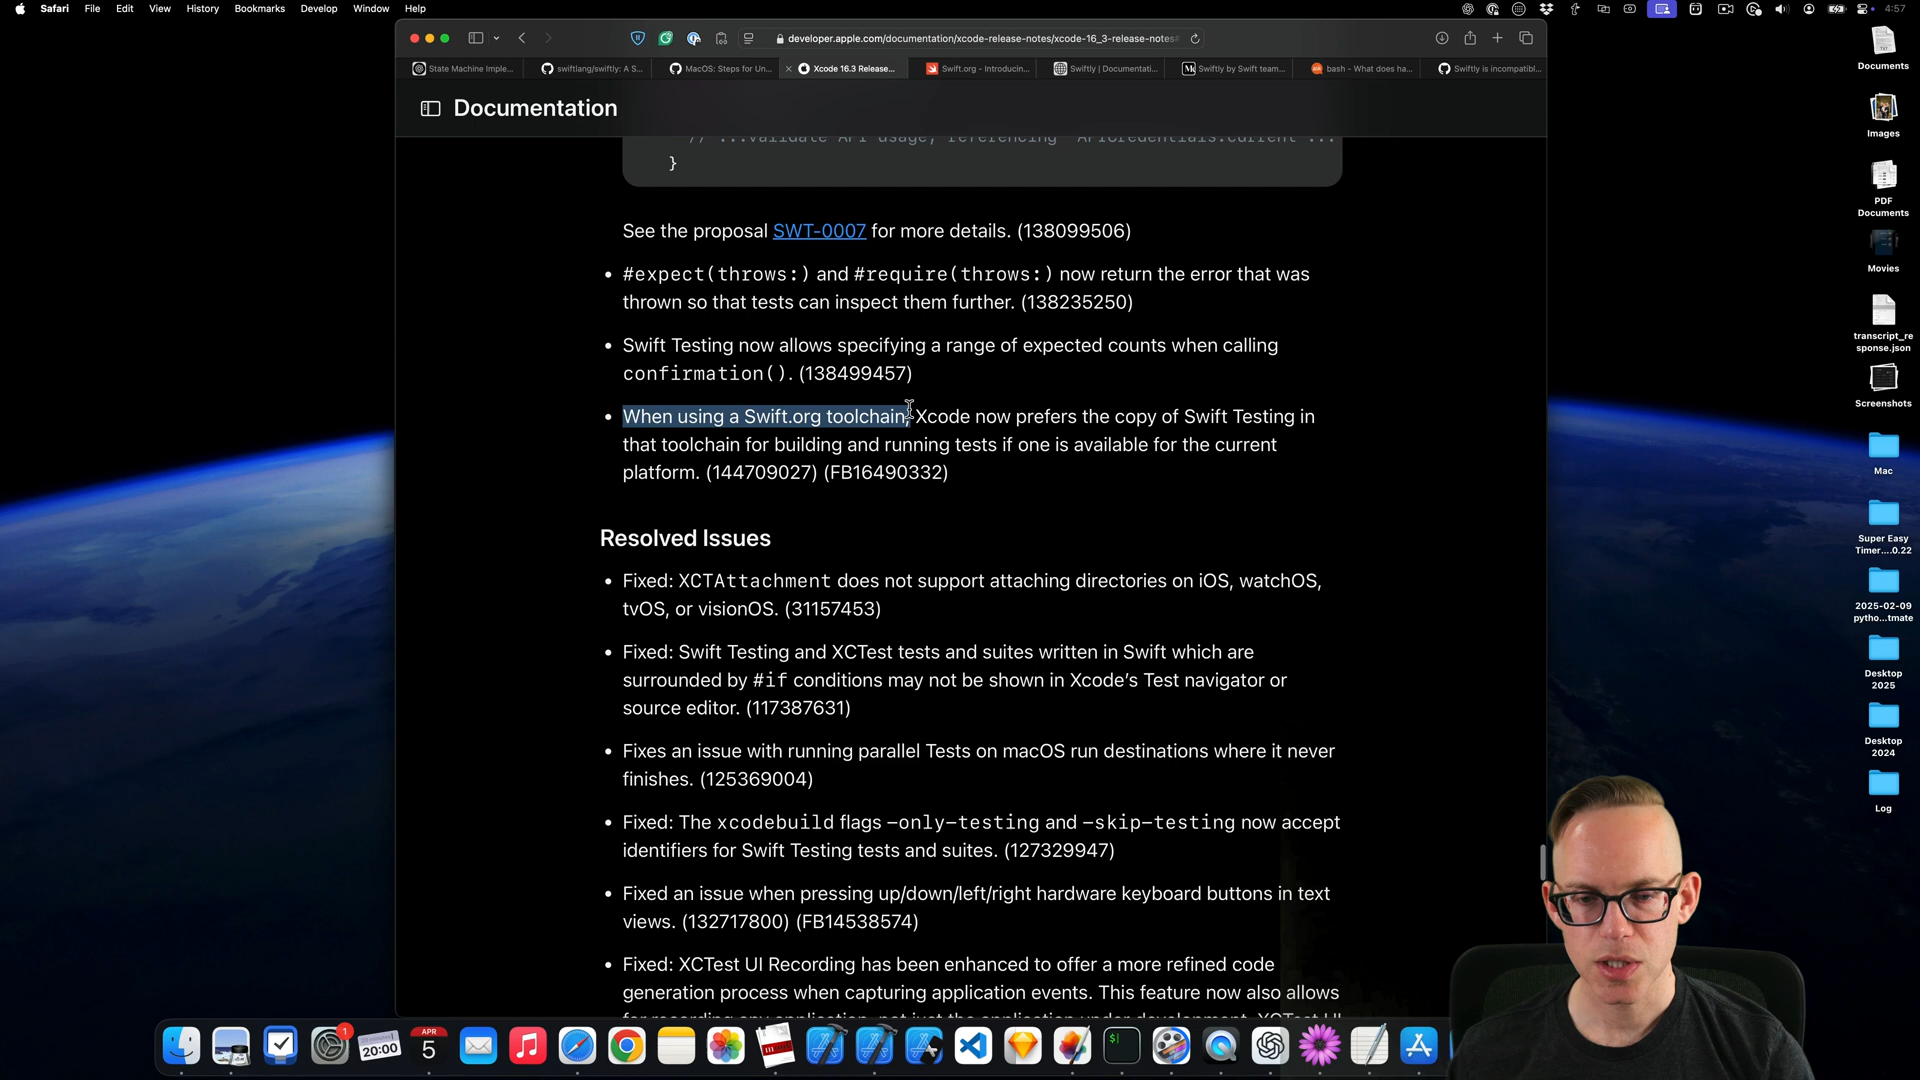 Safari File Edit View History Bookmarks Develop Window Help 4:57
developer.apple.com/documentation/xcode-release-notes/xcode-16_3-release-notes
State Machine Imple...
swiftlang/swiftly: A S...
MacOS: Steps for Un...
Xcode 16.3 Release...
Swift.org - Introducin...
Swiftly | Documentati...
Swiftly by Swift team...
bash - What does ha...
Swiftly is incompatibl...
Documentation
// ...validate API usage, referencing `APICredentials.current`...
}
See the proposal SWT-0007 for more details. (138099506)
• #expect(throws:) and #require(throws:) now return the error that was
thrown so that tests can inspect them further. (138235250)
• Swift Testing now allows specifying a range of expected counts when calling
confirmation(). (138499457)
• When using a Swift.org toolchain, Xcode now prefers the copy of Swift Testing in
that toolchain for building and running tests if one is available for the current
platform. (144709027) (FB16490332)
Resolved Issues
• Fixed: XCTAttachment does not support attaching directories on iOS, watchOS,
tvOS, or visionOS. (31157453)
• Fixed: Swift Testing and XCTest tests and suites written in Swift which are
surrounded by #if conditions may not be shown in Xcode’s Test navigator or
source editor. (117387631)
• Fixes an issue with running parallel Tests on macOS run destinations where it never
finishes. (125369004)
• Fixed: The xcodebuild flags -only-testing and -skip-testing now accept
identifiers for Swift Testing tests and suites. (127329947)
• Fixed an issue when pressing up/down/left/right hardware keyboard buttons in text
views. (132717800) (FB14538574)
• Fixed: XCTest UI Recording has been enhanced to offer a more refined code
generation process when capturing application events. This feature now also allows
TXT
Documents
Images
PDF
Documents
Movies
transcript_re
sponse.json
Screenshots
Mac
Super Easy
Timer....0.22
2025-02-09
pytho...tmate
Desktop
2025
Desktop
2024
Log
1
20:00
APR
5
$